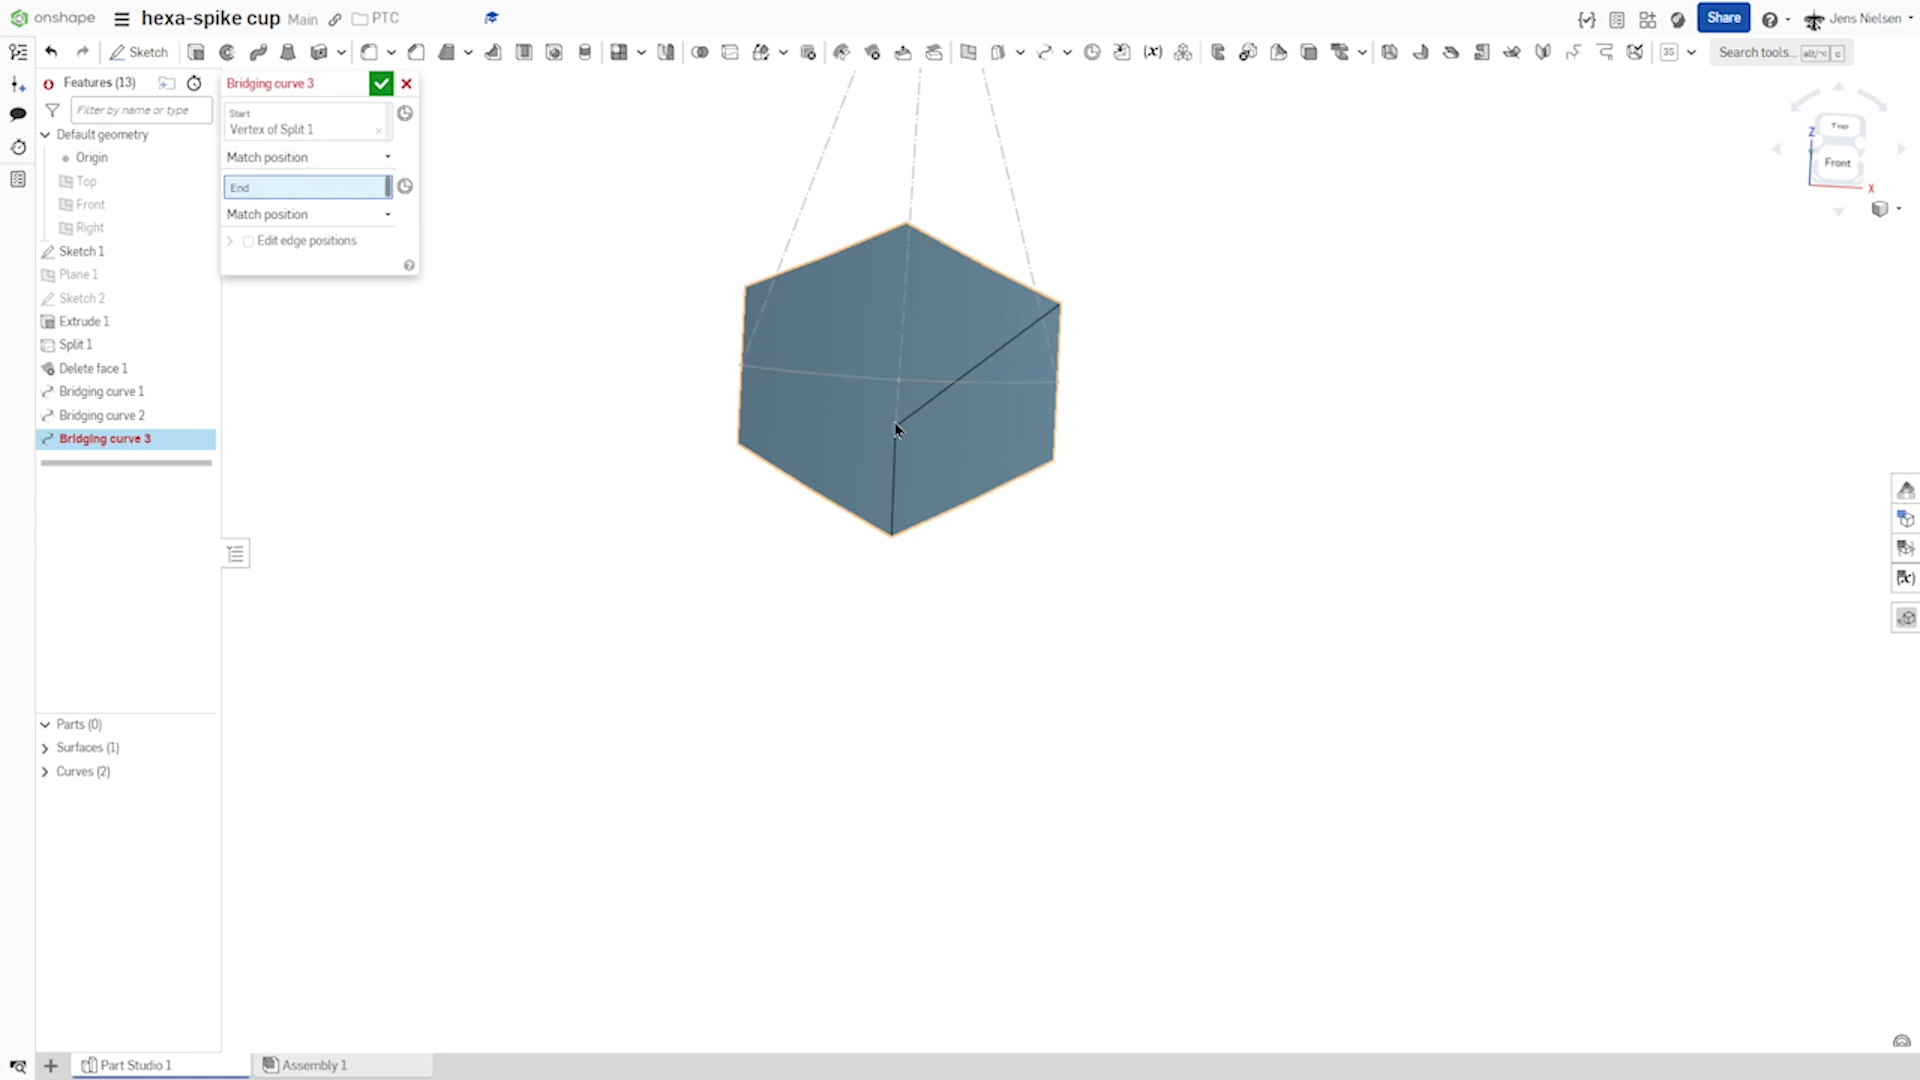 onshape
hexa-spike cup Main PTC
Share
Jens Nielsen
Sketch
Search tools... alt/⌥ c
Features (13)
Filter by name or type
Default geometry
Origin
Top
Front
Right
Sketch 1
Plane 1
Sketch 2
Extrude 1
Split 1
Delete face 1
Bridging curve 1
Bridging curve 2
Bridging curve 3
Parts (0)
Surfaces (1)
Curves (2)
Bridging curve 3
Start
Vertex of Split 1
Match position
End
Match position
Edit edge positions
Top
Front
Z
X
Part Studio 1
Assembly 1